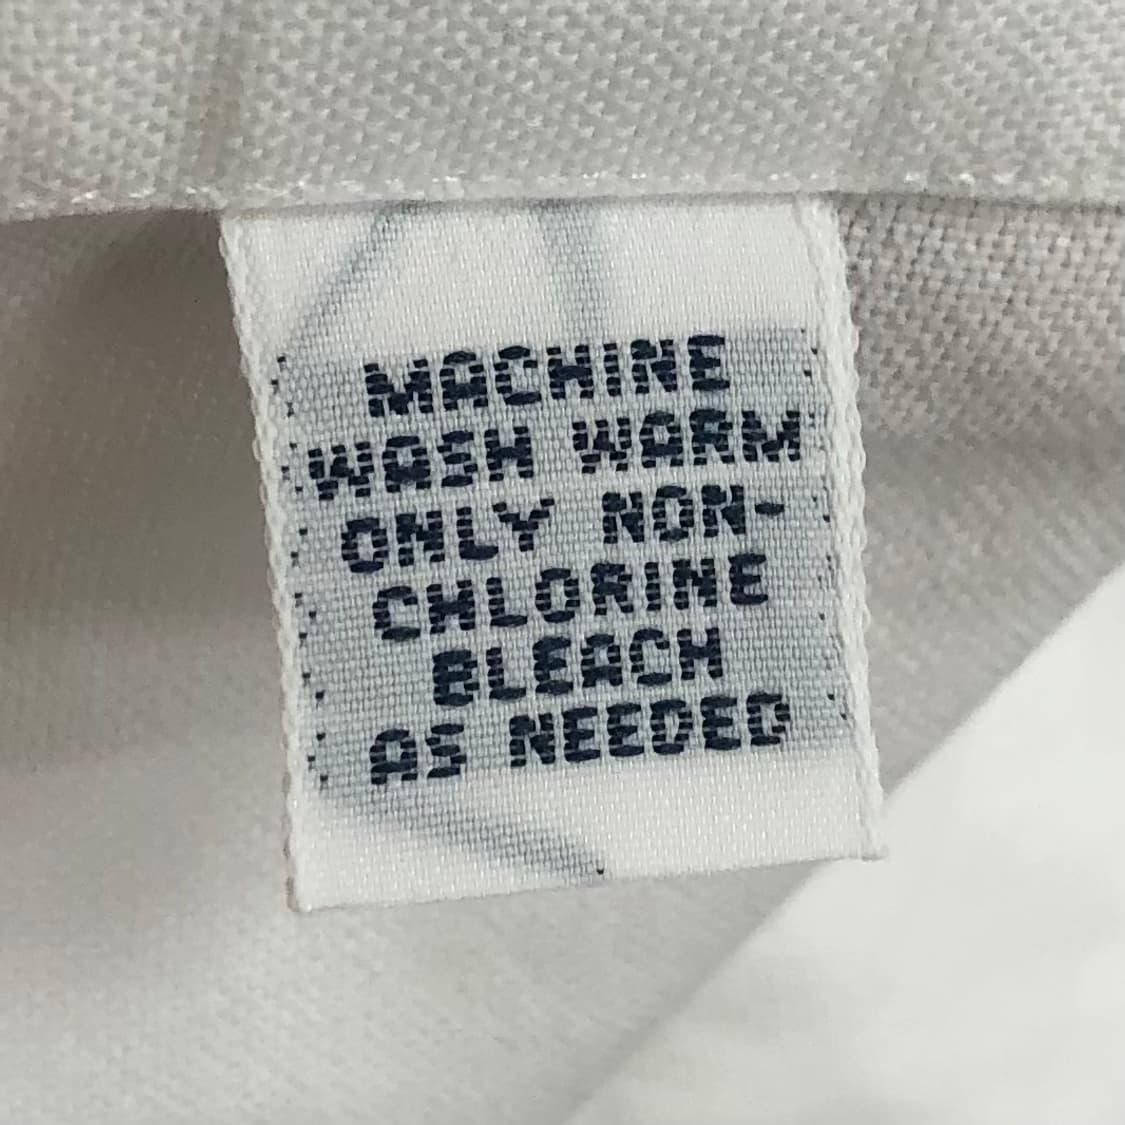 MACHINE
WASH WARM
ONLY NON-
CHLORINE
BLEACH
AS NEEDED